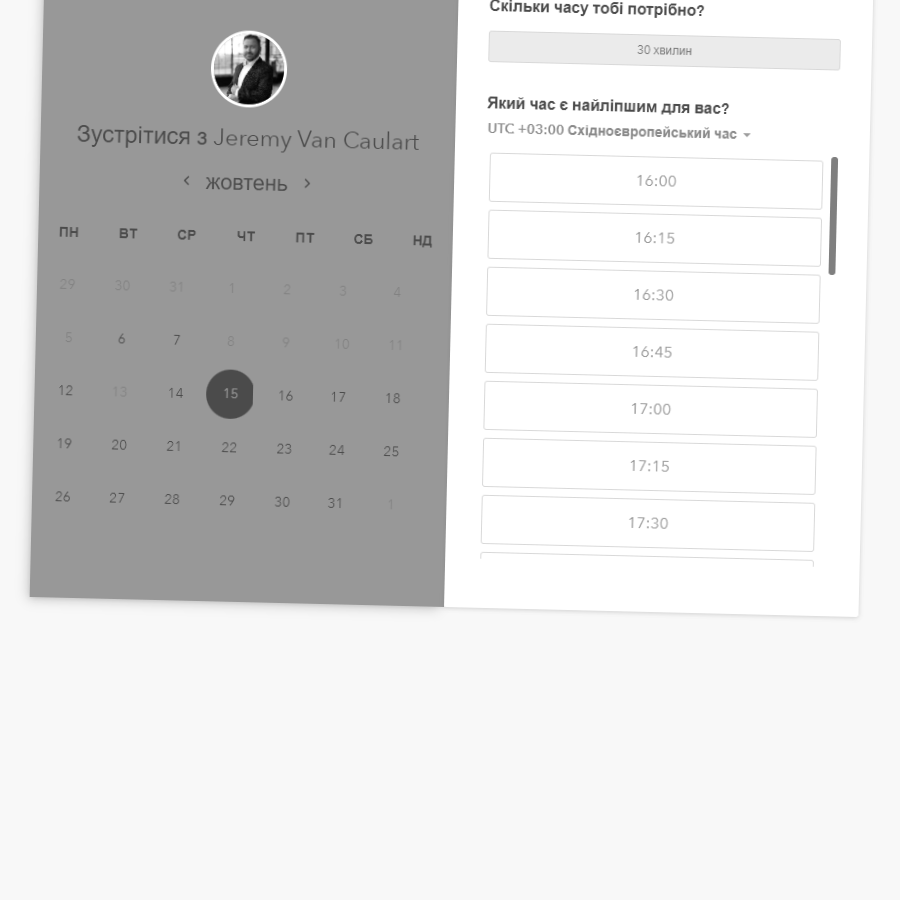 Зустрітися з Jeremy Van Caulart
‹ жовтень ›
ПН ВТ СР ЧТ ПТ СБ НД
29 30 31 1 2 3 4
5 6 7 8 9 10 11
12 13 14 15 16 17 18
19 20 21 22 23 24 25
26 27 28 29 30 31 1
Скільки часу тобі потрібно?
30 хвилин
Який час є найліпшим для вас?
UTC +03:00 Східноєвропейський час
16:00
16:15
16:30
16:45
17:00
17:15
17:30